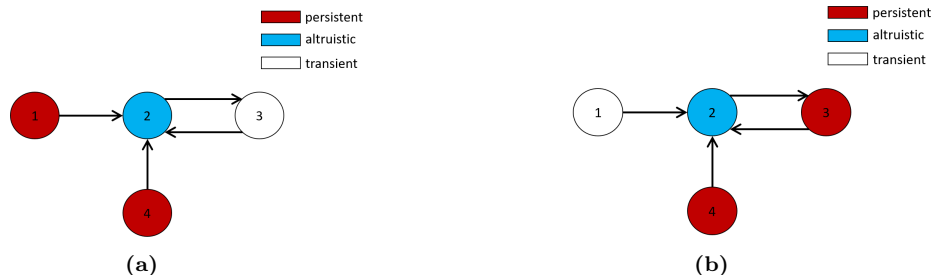 persistent
altruistic
transient
1
2
3
4
(a)
persistent
altruistic
transient
1
2
3
4
(b)